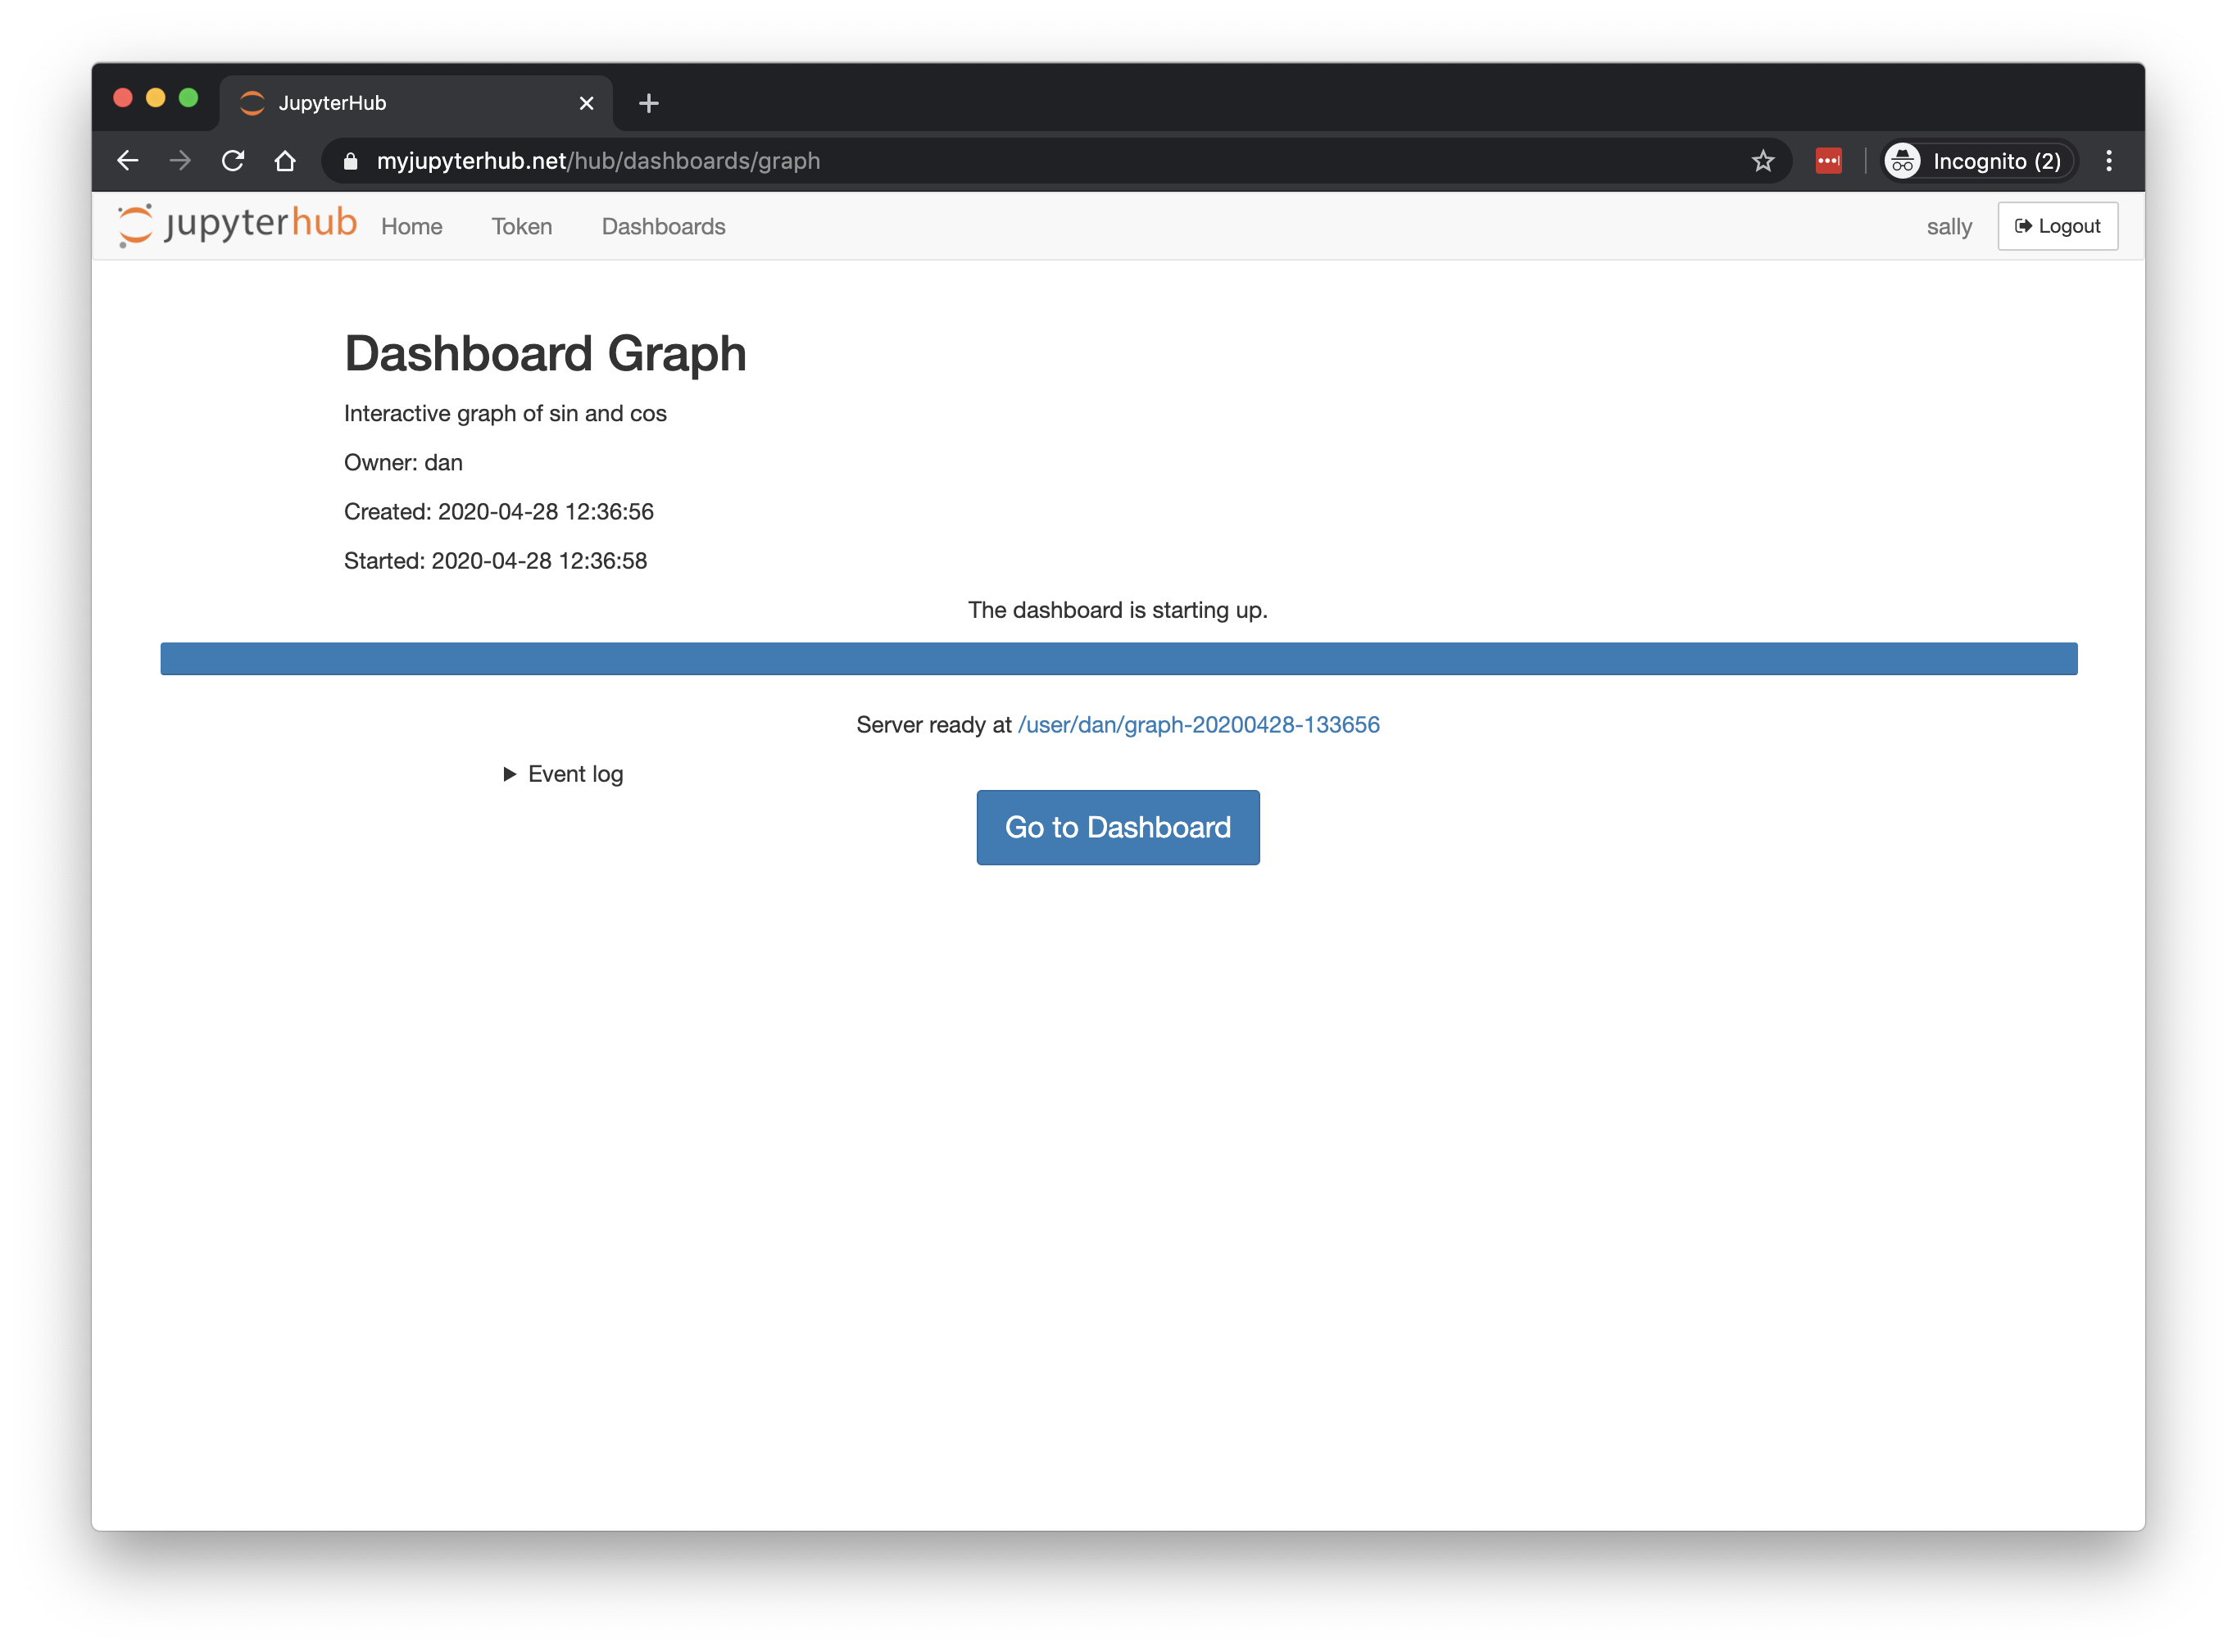 JupyterHub
myjupyterhub.net/hub/dashboards/graph
Incognito (2)
jupyterhub Home Token Dashboards sally Logout
Dashboard Graph
Interactive graph of sin and cos
Owner: dan
Created: 2020-04-28 12:36:56
Started: 2020-04-28 12:36:58
The dashboard is starting up.
Server ready at /user/dan/graph-20200428-133656
Event log
Go to Dashboard